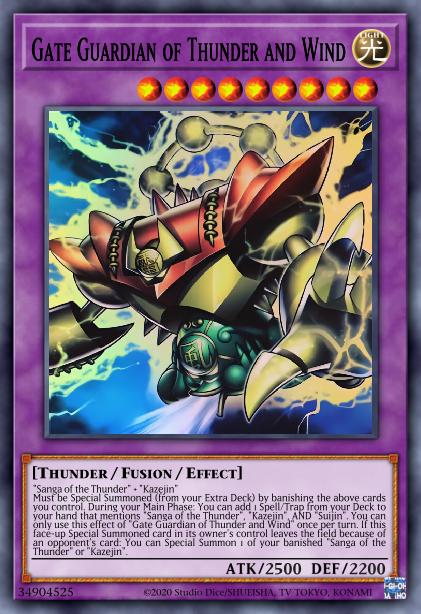 GATE GUARDIAN OF THUNDER AND WIND
LIGHT
光
[THUNDER / FUSION / EFFECT]
"Sanga of the Thunder" + "Kazejin"
Must be Special Summoned (from your Extra Deck) by banishing the above cards
you control. During your Main Phase: You can add 1 Spell/Trap from your Deck to
your hand that mentions "Sanga of the Thunder", "Kazejin", AND "Suijin". You can
only use this effect of "Gate Guardian of Thunder and Wind" once per turn. If this
face-up Special Summoned card in its owner's control leaves the field because of
an opponent's card: You can Special Summon 1 of your banished "Sanga of the
Thunder" or "Kazejin".
ATK/2500 DEF/2200
34904525
©2020 Studio Dice/SHUEISHA, TV TOKYO, KONAMI